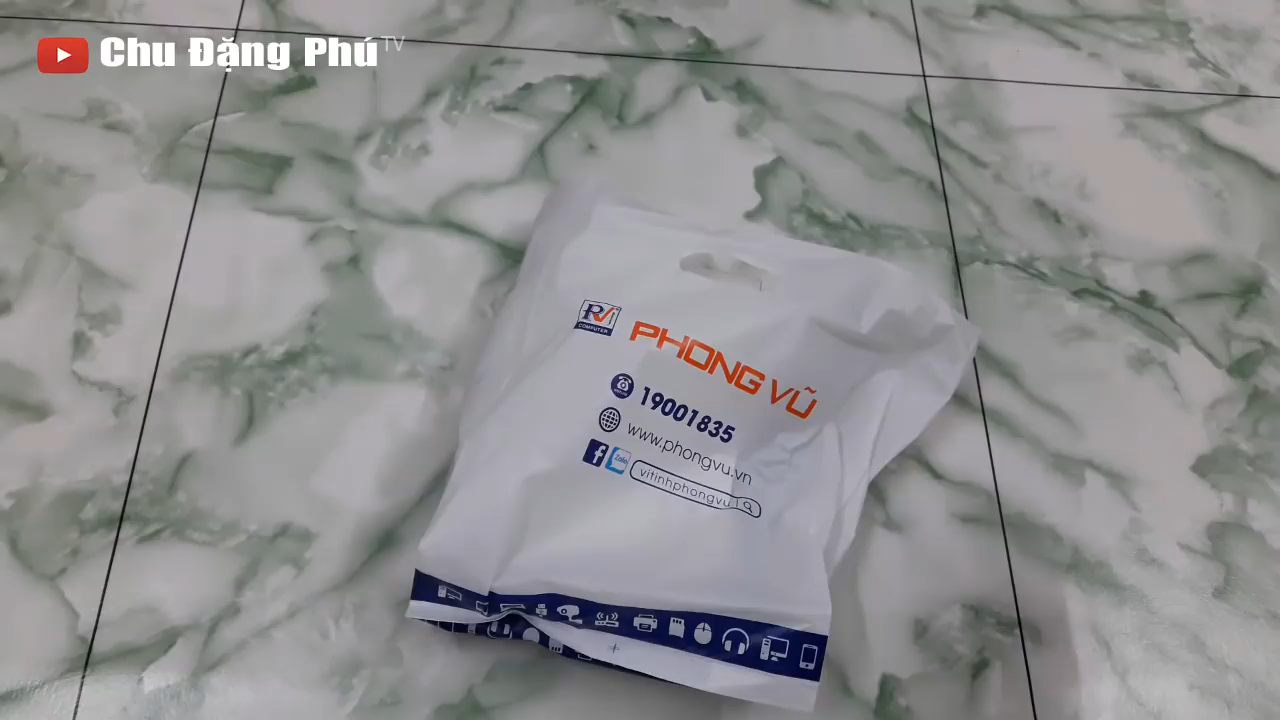 Chu Đặng Phú TV
PV
COMPUTER
PHONG VŨ
19001835
www.phongvu.vn
Zalo
vitinhphongvu